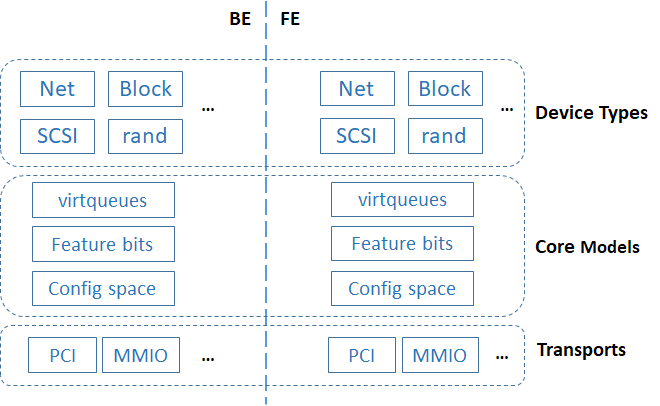 BE FE
Net Block ... Net Block ...
SCSI rand SCSI rand
Device Types
virtqueues virtqueues
Feature bits Feature bits
Core Models
Config space Config space
PCI MMIO ... PCI MMIO ...
Transports